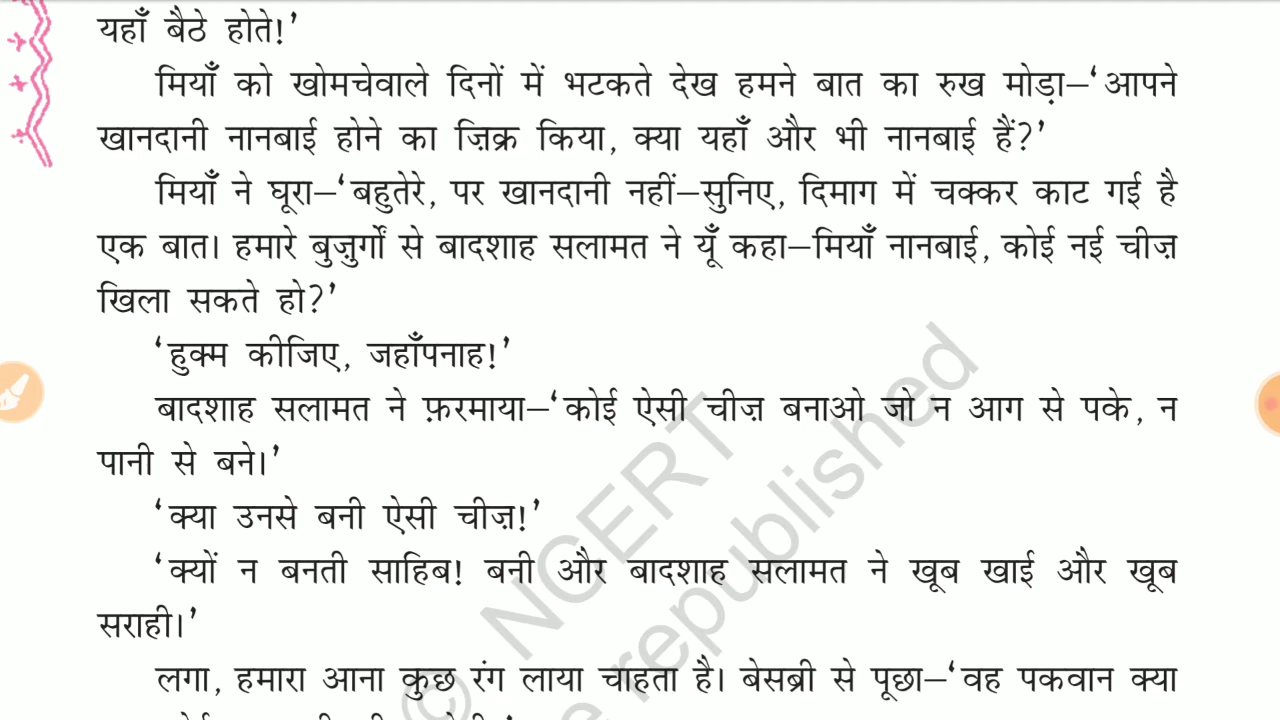 यहाँ बैठे होते!’
मियाँ को खोमचेवाले दिनों में भटकते देख हमने बात का रुख मोड़ा–‘आपने
खानदानी नानबाई होने का ज़िक्र किया, क्या यहाँ और भी नानबाई हैं?’
मियाँ ने घूरा–‘बहुतेरे, पर खानदानी नहीं–सुनिए, दिमाग में चक्कर काट गई है
एक बात। हमारे बुज़ुर्गों से बादशाह सलामत ने यूँ कहा–मियाँ नानबाई, कोई नई चीज़
खिला सकते हो?’
‘हुक्म कीजिए, जहाँपनाह!’
बादशाह सलामत ने फ़रमाया–‘कोई ऐसी चीज़ बनाओ जो न आग से पके, न
पानी से बने।’
‘क्या उनसे बनी ऐसी चीज़!’
‘क्यों न बनती साहिब! बनी और बादशाह सलामत ने खूब खाई और खूब
सराही।’
लगा, हमारा आना कुछ रंग लाया चाहता है। बेसब्री से पूछा–‘वह पकवान क्या
© NCERT
republished